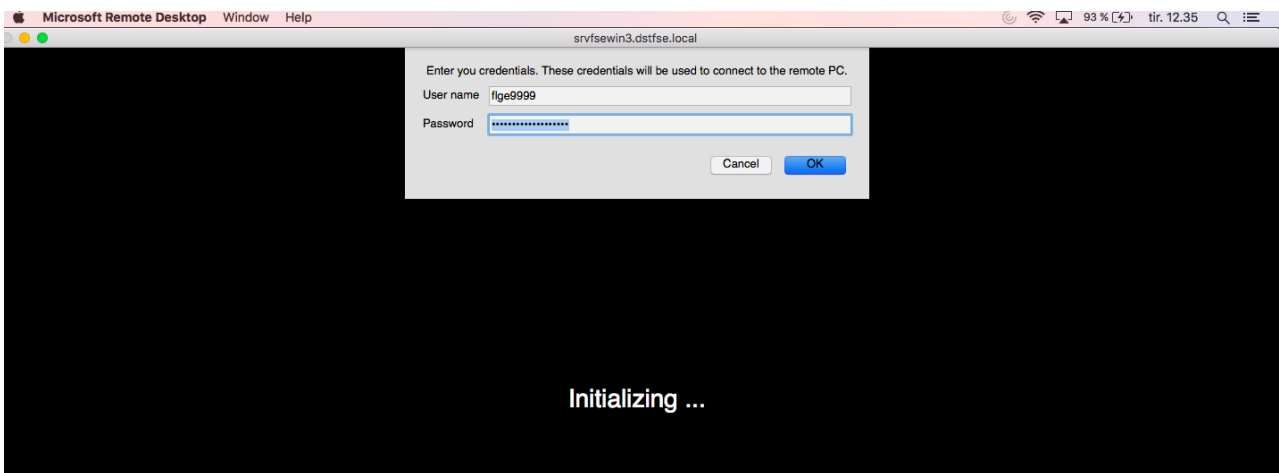 Microsoft Remote Desktop Window Help 93 % tir. 12.35
srvfsewin3.dstfse.local
Enter you credentials. These credentials will be used to connect to the remote PC.
User name flge9999
Password ••••••••••••••••••
Cancel OK
Initializing ...